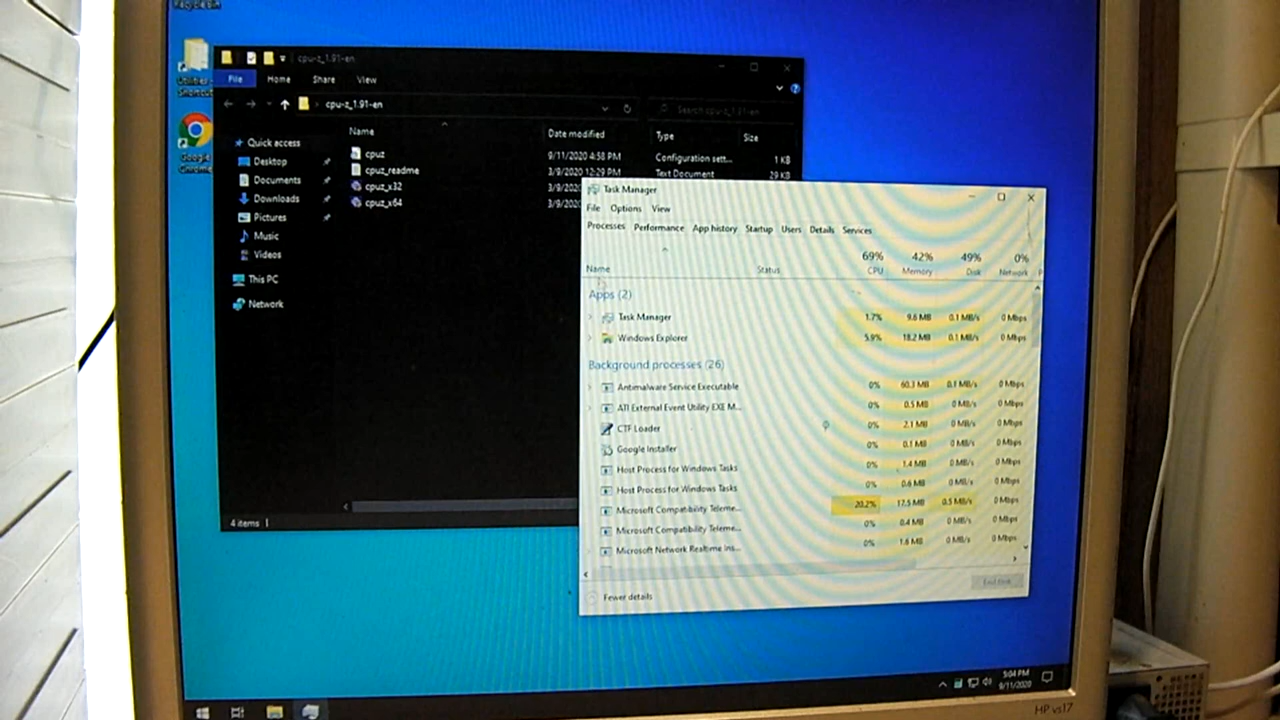 Recycle Bin
Utilities - Shortcut
Google Chrome
cpu-z_1.91-en
File Home Share View
cpu-z_1.91-en
Search cpu-z_1.91-en
Name Date modified Type Size
Quick access
Desktop
Documents
Downloads
Pictures
Music
Videos
This PC
Network
cpuz 9/11/2020 4:58 PM Configuration sett... 1 KB
cpuz_readme 3/9/2020 12:29 PM Text Document 29 KB
cpuz_x32 3/9/2020
cpuz_x64 3/9/2020
4 items
Task Manager
File Options View
Processes Performance App history Startup Users Details Services
69% 42% 49% 0%
Name Status CPU Memory Disk Network P
Apps (2)
Task Manager 1.7% 9.6 MB 0.1 MB/s 0 Mbps
Windows Explorer 5.9% 18.2 MB 0.1 MB/s 0 Mbps
Background processes (26)
Antimalware Service Executable 0% 60.3 MB 0.1 MB/s 0 Mbps
ATI External Event Utility EXE M... 0% 0.5 MB 0 MB/s 0 Mbps
CTF Loader 0% 2.1 MB 0 MB/s 0 Mbps
Google Installer 0% 0.1 MB 0 MB/s 0 Mbps
Host Process for Windows Tasks 0% 1.4 MB 0 MB/s 0 Mbps
Host Process for Windows Tasks 0% 0.6 MB 0 MB/s 0 Mbps
Microsoft Compatibility Teleme... 20.2% 17.5 MB 0.5 MB/s 0 Mbps
Microsoft Compatibility Teleme... 0% 0.4 MB 0 MB/s 0 Mbps
Microsoft Network Realtime Ins... 0% 1.6 MB 0 MB/s 0 Mbps
Fewer details
End task
5:04 PM
9/11/2020
HP vs17